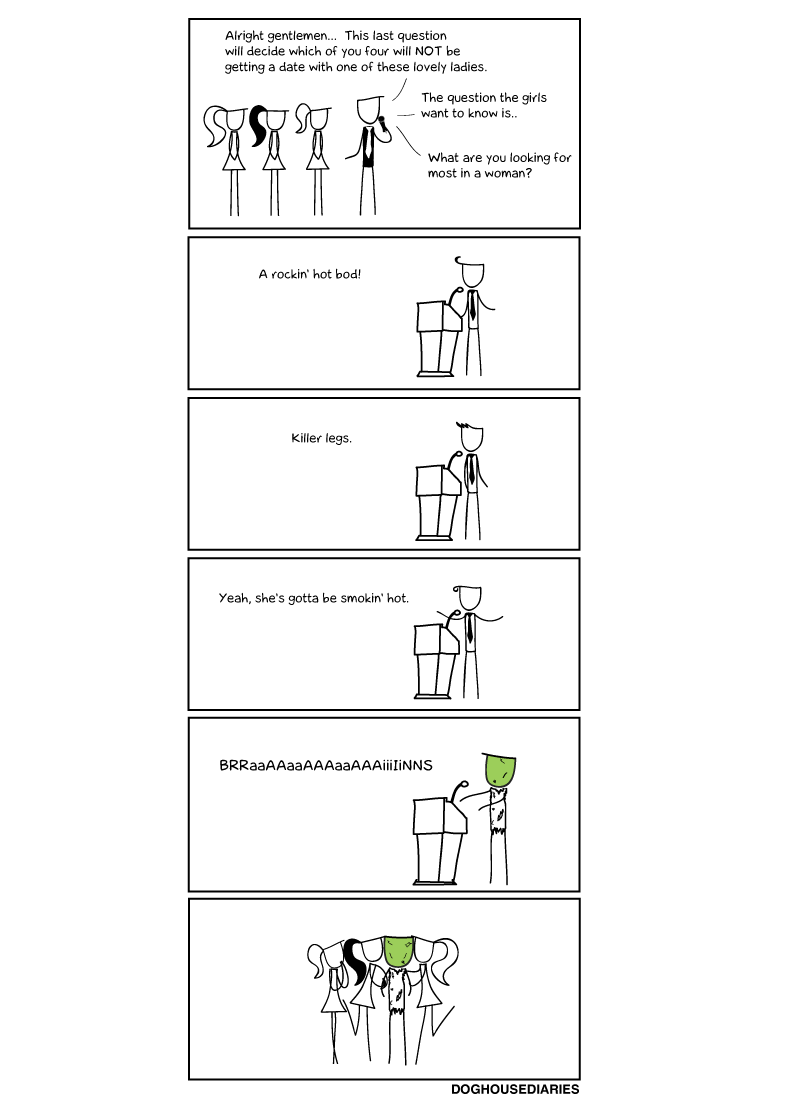 Alright gentlemen... This last question
will decide which of you four will NOT be
getting a date with one of these lovely ladies.
The question the girls
want to know is..
What are you looking for
most in a woman?
A rockin' hot bod!
Killer legs.
Yeah, she's gotta be smokin' hot.
BRRaaAAaaAAAaaAAAiiiIiNNS
DOGHOUSEDIARIES